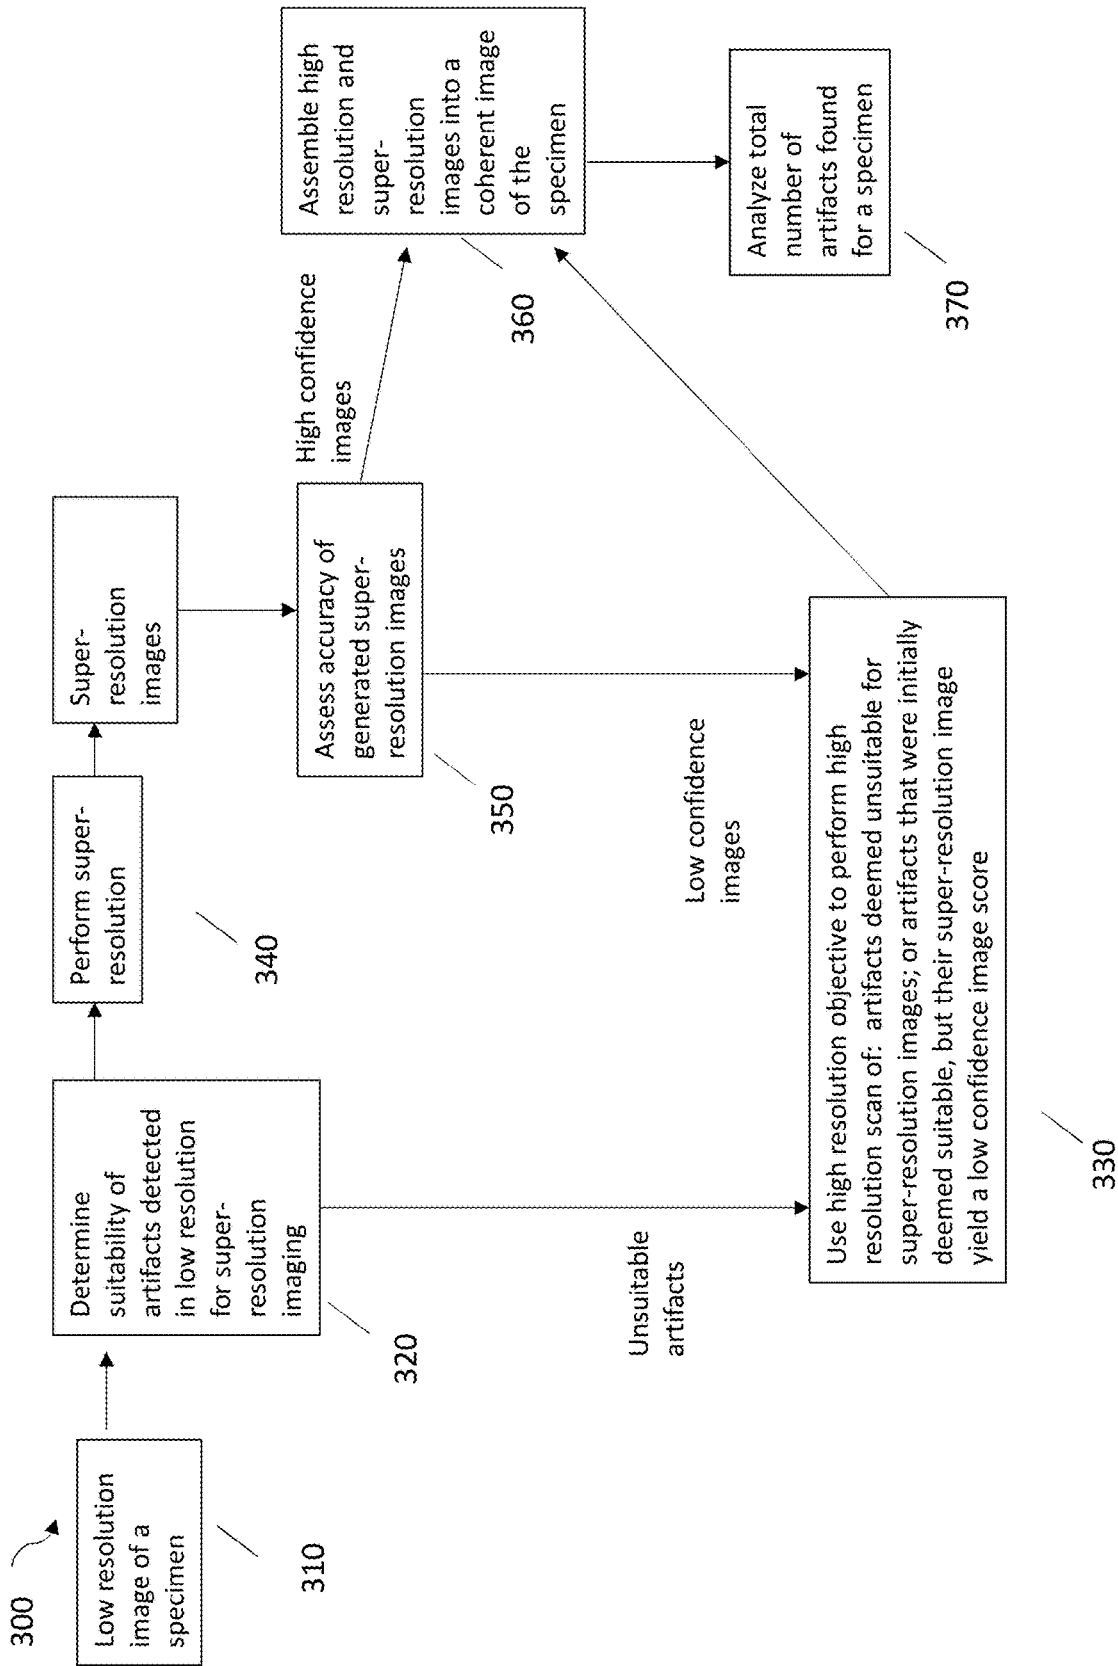 300
Low resolution
image of a
specimen
310
Determine
suitability of
artifacts detected
in low resolution
for super-
resolution
imaging
320
Unsuitable
artifacts
Perform super-
resolution
340
Super-
resolution
images
Assess accuracy of
generated super-
resolution images
350
Low confidence
images
High confidence
images
Use high resolution objective to perform high
resolution scan of:  artifacts deemed unsuitable for
super-resolution images; or artifacts that were initially
deemed suitable, but their super-resolution image
yield a low confidence image score
330
Assemble high
resolution and
super-
resolution
images into a
coherent image
of the
specimen
360
Analyze total
number of
artifacts found
for a specimen
370